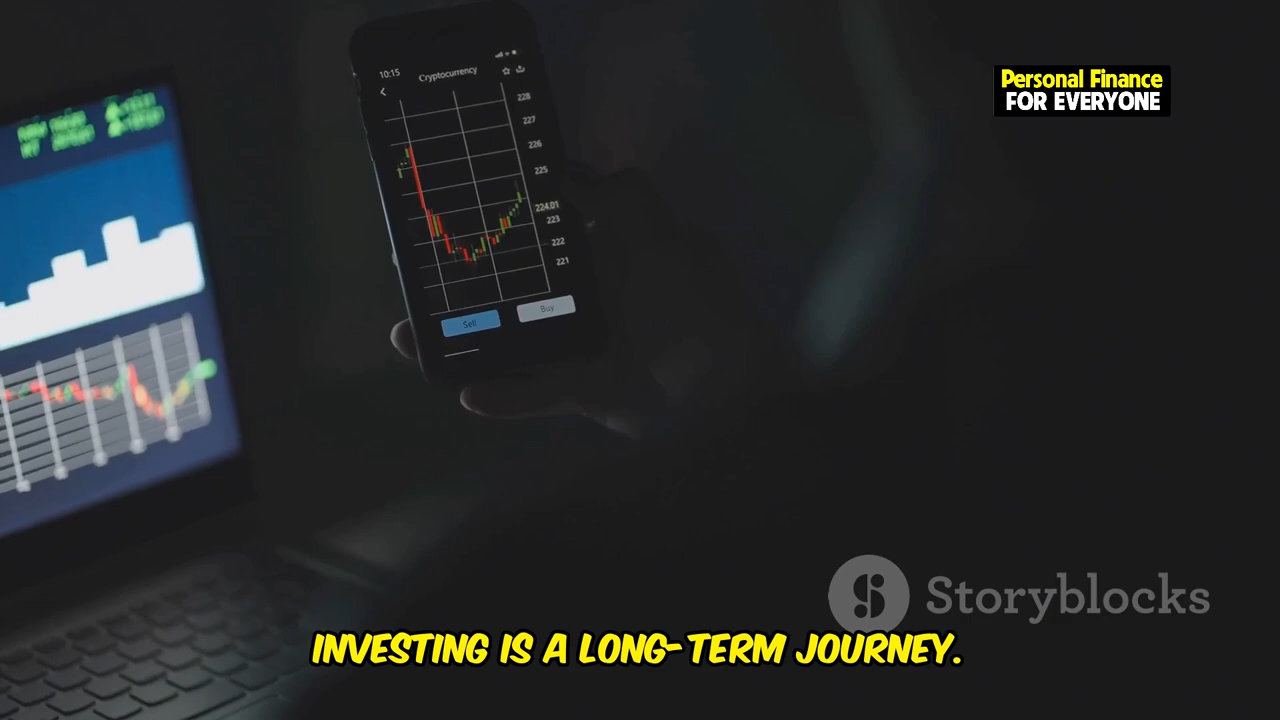 Personal Finance
FOR EVERYONE
10:15
Cryptocurrency
228
227
226
225
224.01
223
222
221
Sell
Buy
Storyblocks
INVESTING IS A LONG-TERM JOURNEY.